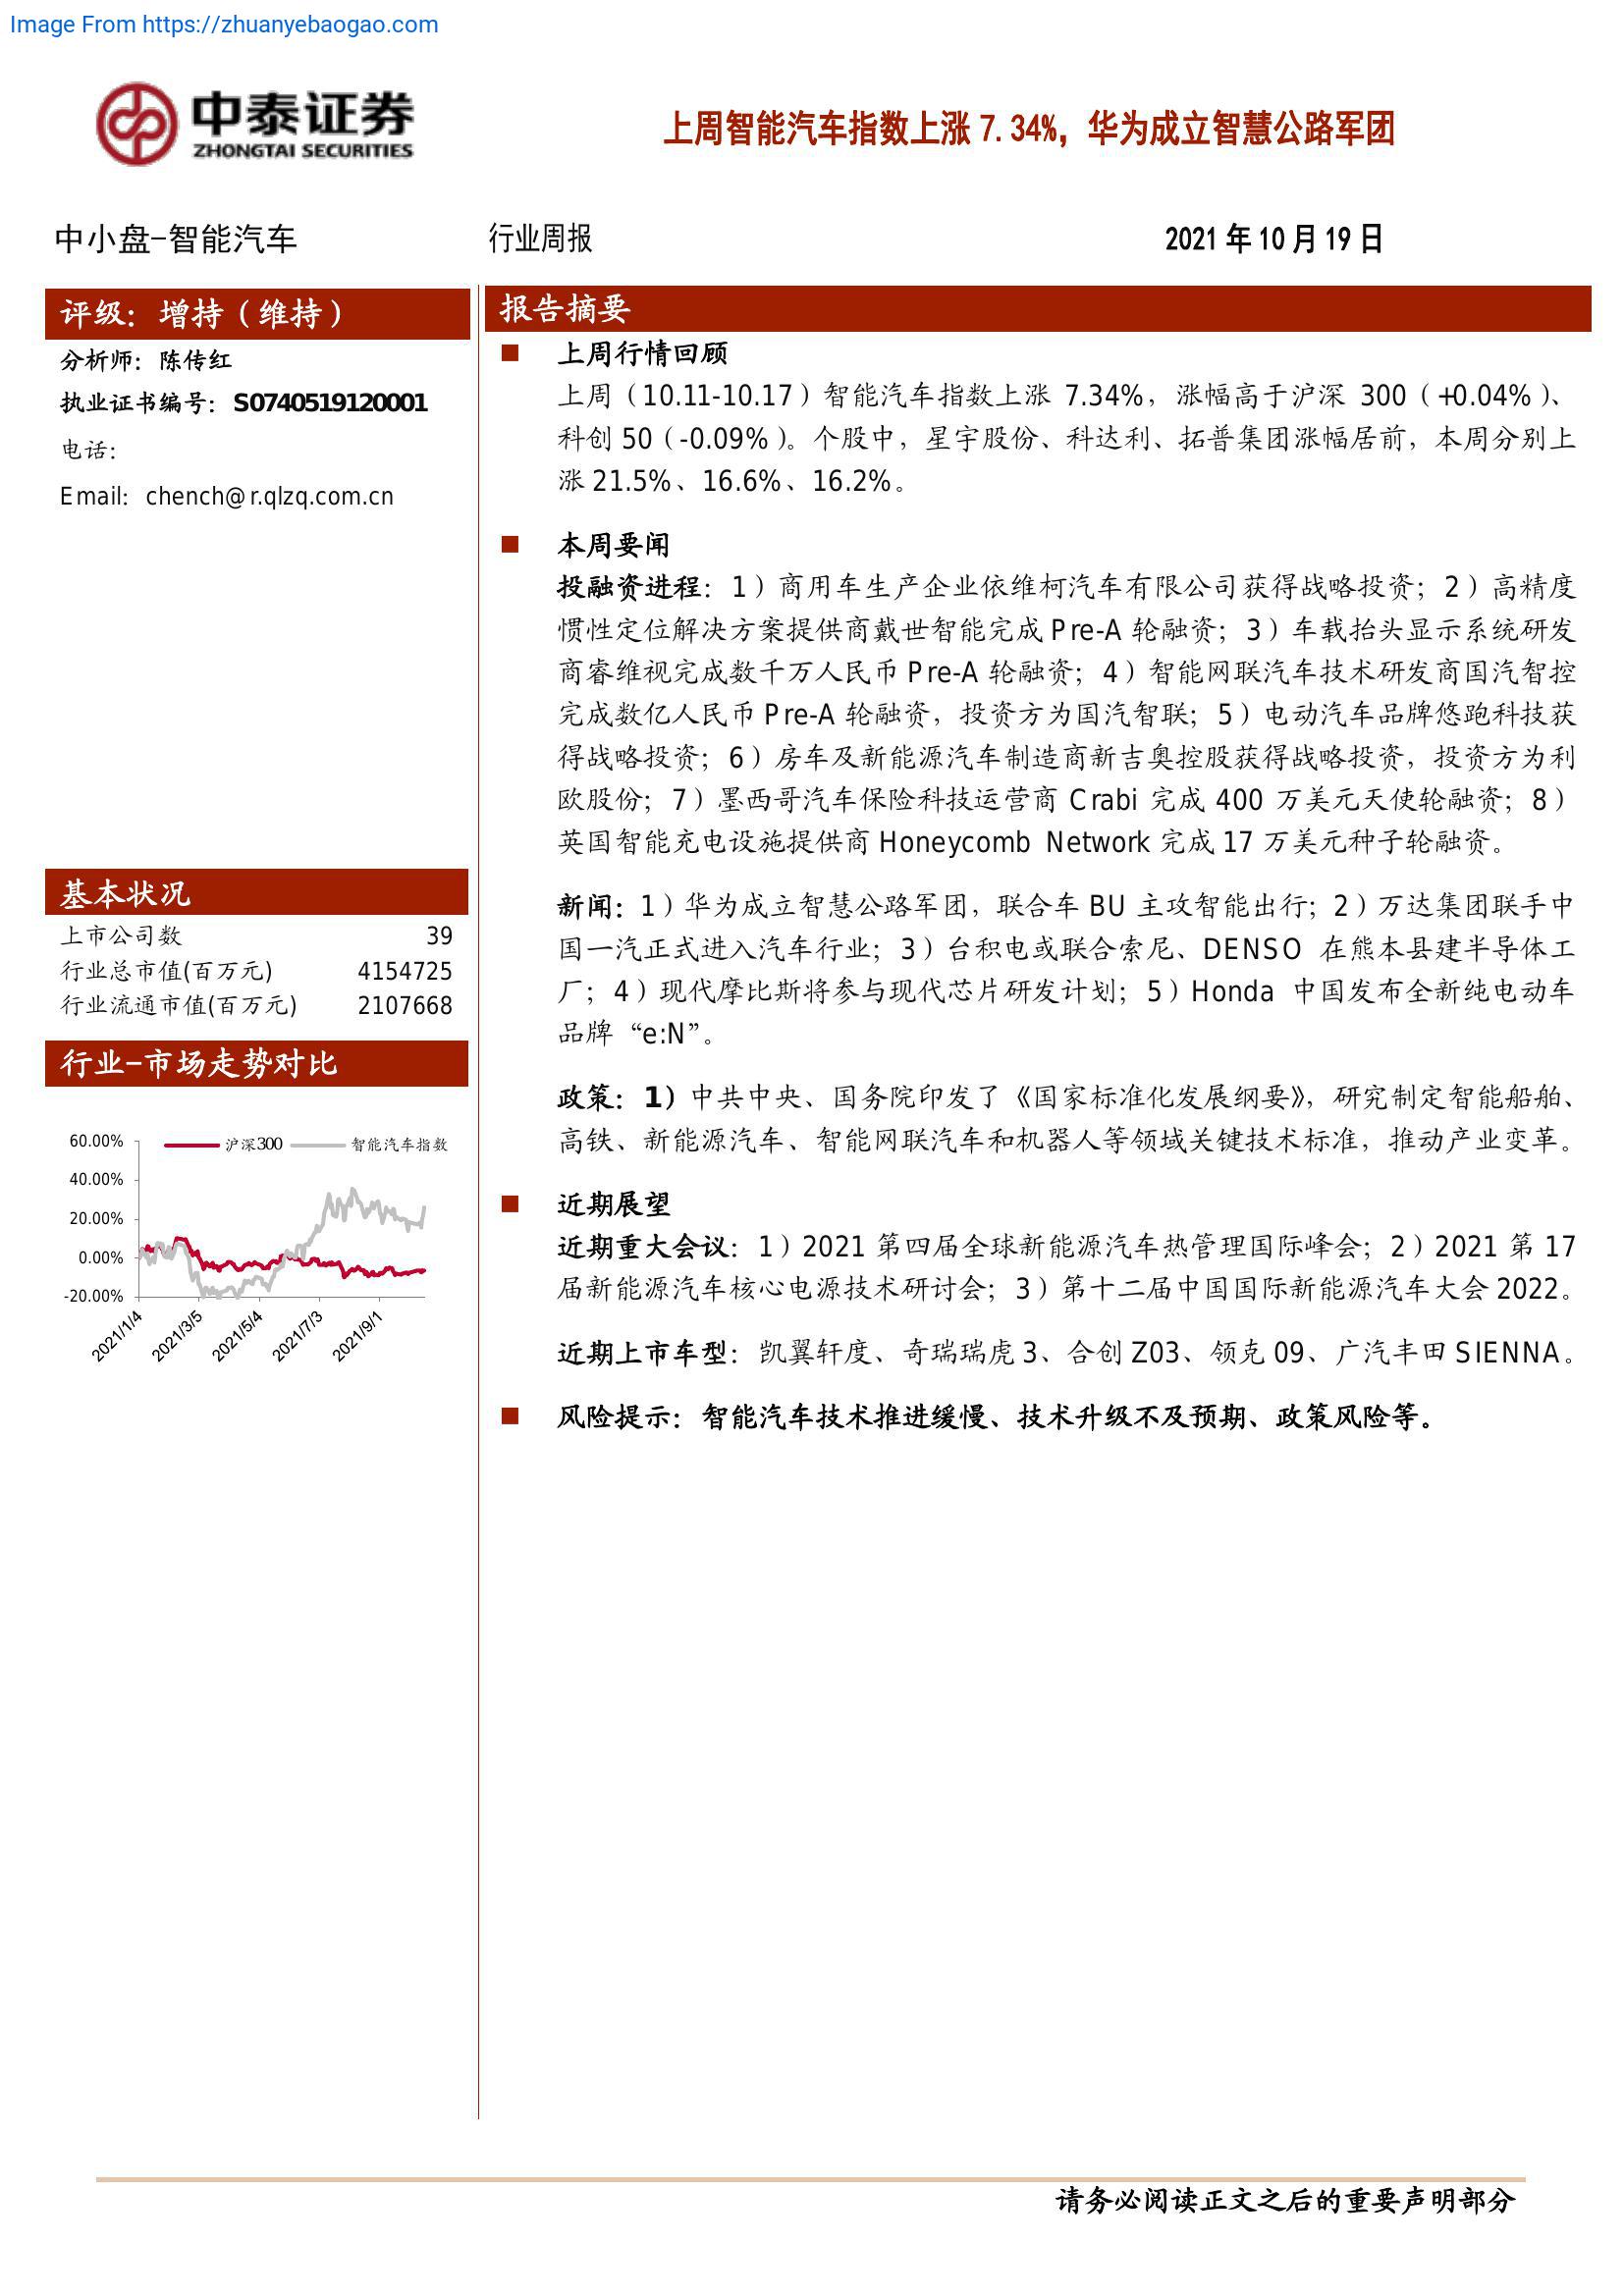 Image From https://zhuanyebaogao.com
中泰证券
ZHONGTAI SECURITIES
上周智能汽车指数上涨 7.34%，华为成立智慧公路军团
中小盘-智能汽车
行业周报
2021 年 10 月 19 日
评级：增持（维持）
分析师：陈传红
执业证书编号：S0740519120001
电话：
Email：chench@r.qlzq.com.cn
基本状况
上市公司数 39
行业总市值(百万元) 4154725
行业流通市值(百万元) 2107668
行业-市场走势对比
沪深300 智能汽车指数
60.00%
40.00%
20.00%
0.00%
-20.00%
2021/1/4 2021/3/5 2021/5/4 2021/7/3 2021/9/1
报告摘要
■ 上周行情回顾
上周（10.11-10.17）智能汽车指数上涨 7.34%，涨幅高于沪深 300（+0.04%）、
科创 50（-0.09%）。个股中，星宇股份、科达利、拓普集团涨幅居前，本周分别上
涨 21.5%、16.6%、16.2%。
■ 本周要闻
投融资进程：1）商用车生产企业依维柯汽车有限公司获得战略投资；2）高精度
惯性定位解决方案提供商戴世智能完成 Pre-A 轮融资；3）车载抬头显示系统研发
商睿维视完成数千万人民币 Pre-A 轮融资；4）智能网联汽车技术研发商国汽智控
完成数亿人民币 Pre-A 轮融资，投资方为国汽智联；5）电动汽车品牌悠跑科技获
得战略投资；6）房车及新能源汽车制造商新吉奥控股获得战略投资，投资方为利
欧股份；7）墨西哥汽车保险科技运营商 Crabi 完成 400 万美元天使轮融资；8）
英国智能充电设施提供商 Honeycomb Network 完成 17 万美元种子轮融资。
新闻：1）华为成立智慧公路军团，联合车 BU 主攻智能出行；2）万达集团联手中
国一汽正式进入汽车行业；3）台积电或联合索尼、DENSO 在熊本县建半导体工
厂；4）现代摩比斯将参与现代芯片研发计划；5）Honda 中国发布全新纯电动车
品牌“e:N”。
政策：1）中共中央、国务院印发了《国家标准化发展纲要》，研究制定智能船舶、
高铁、新能源汽车、智能网联汽车和机器人等领域关键技术标准，推动产业变革。
■ 近期展望
近期重大会议：1）2021 第四届全球新能源汽车热管理国际峰会；2）2021 第 17
届新能源汽车核心电源技术研讨会；3）第十二届中国国际新能源汽车大会 2022。
近期上市车型：凯翼轩度、奇瑞瑞虎 3、合创 Z03、领克 09、广汽丰田 SIENNA。
■ 风险提示：智能汽车技术推进缓慢、技术升级不及预期、政策风险等。
请务必阅读正文之后的重要声明部分